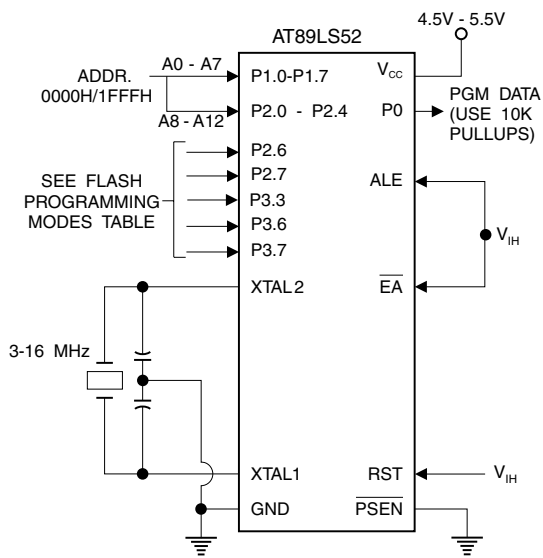 AT89LS52
4.5V - 5.5V
ADDR.
0000H/1FFFH
A0 - A7
A8 - A12
P1.0-P1.7
P2.0 - P2.4
P2.6
P2.7
P3.3
P3.6
P3.7
SEE FLASH
PROGRAMMING
MODES TABLE
XTAL2
3-16 MHz
XTAL1
GND
VCC
P0
PGM DATA
(USE 10K
PULLUPS)
ALE
VIH
EA
RST
VIH
PSEN